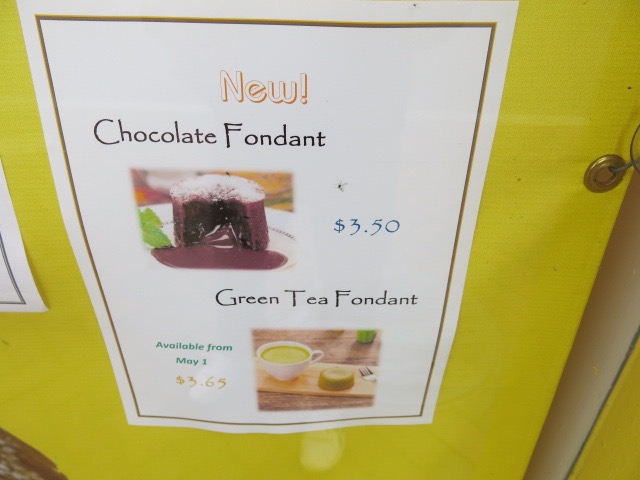 New!
Chocolate Fondant
$3.50
Green Tea Fondant
Available from
May 1
$3.65